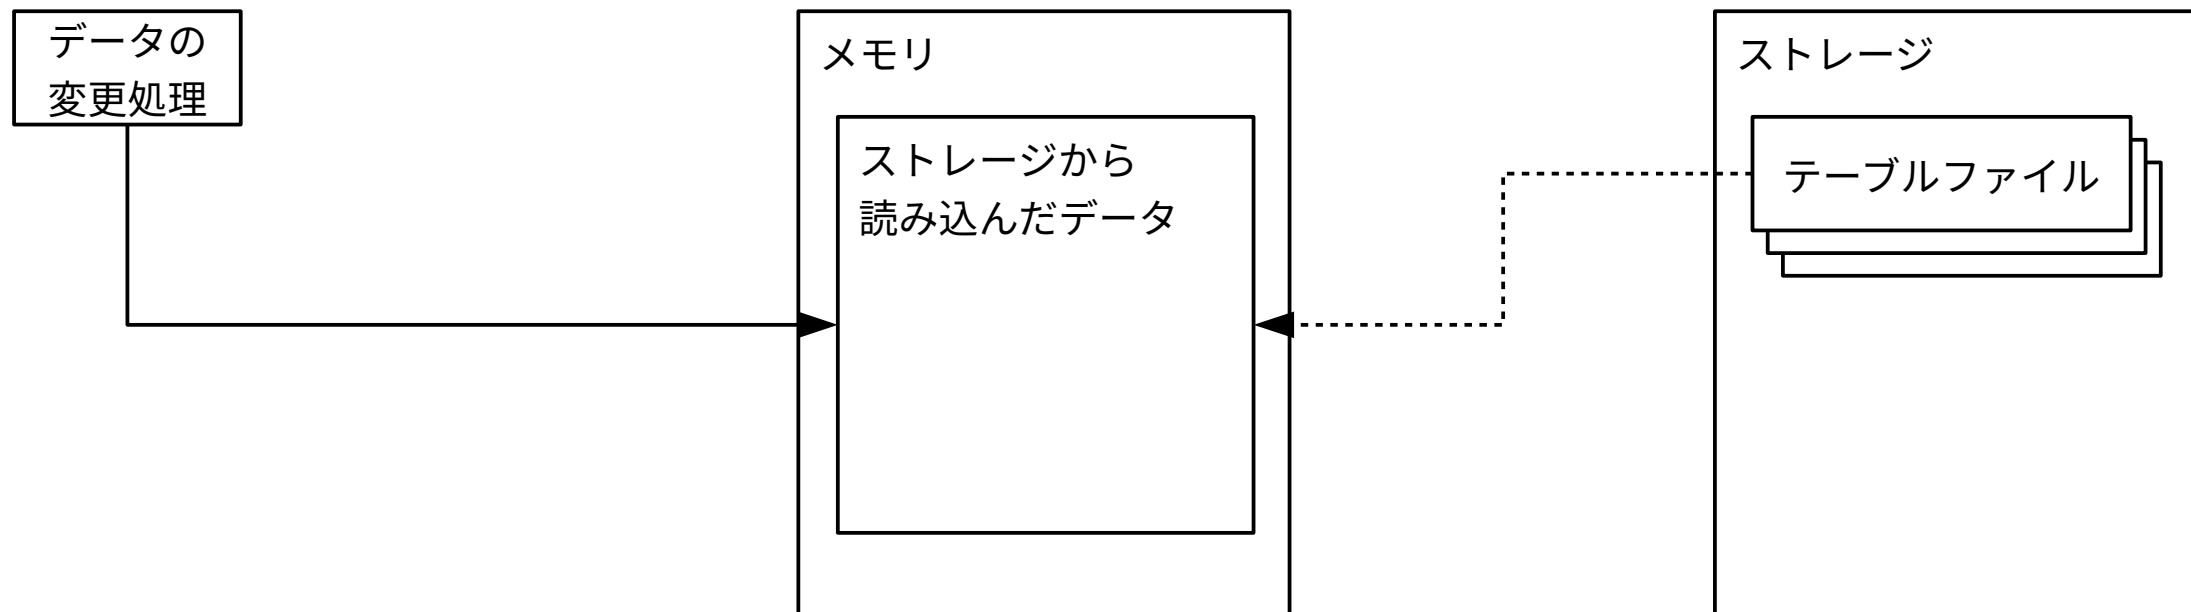 データの
変更処理
メモリ
ストレージから
読み込んだデータ
ストレージ
テーブルファイル